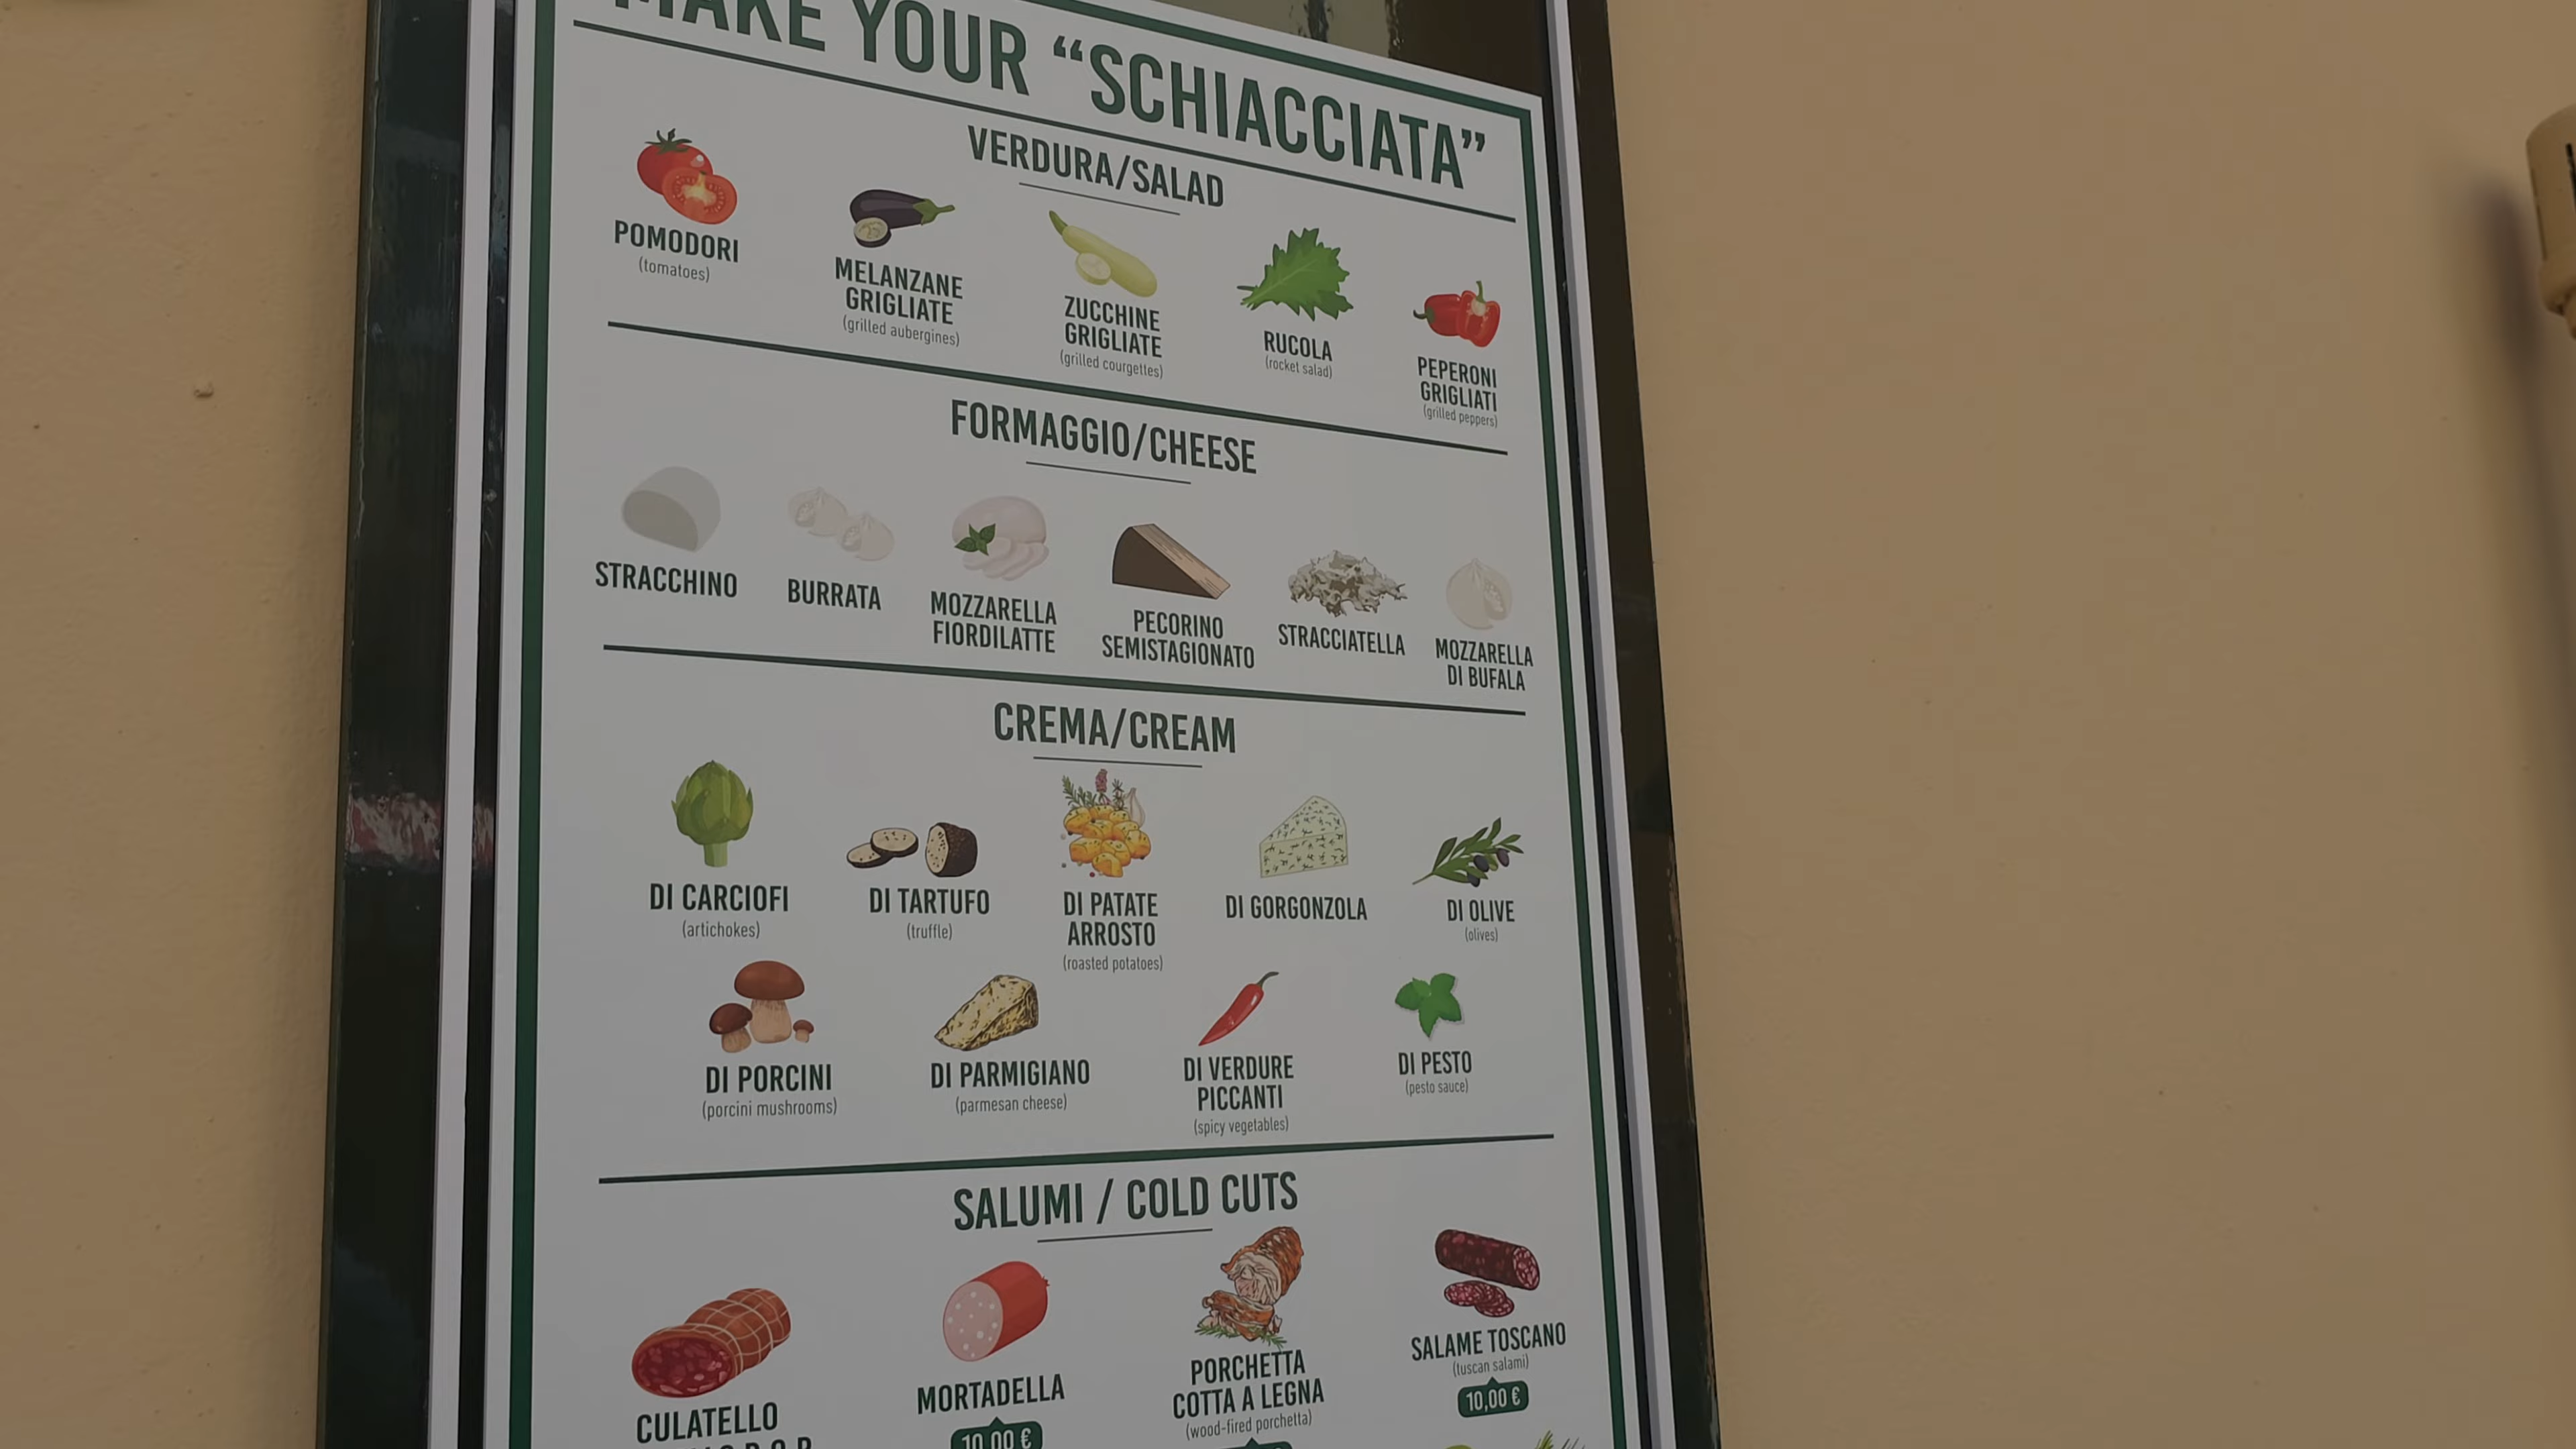 MAKE YOUR “SCHIACCIATA”
VERDURA/SALAD
POMODORI
(tomatoes)
MELANZANE
GRIGLIATE
(grilled aubergines)
ZUCCHINE
GRIGLIATE
(grilled courgettes)
RUCOLA
(rocket salad)
PEPERONI
GRIGLIATI
(grilled peppers)
FORMAGGIO/CHEESE
STRACCHINO
BURRATA
MOZZARELLA
FIORDILATTE
PECORINO
SEMISTAGIONATO
STRACCIATELLA
MOZZARELLA
DI BUFALA
CREMA/CREAM
DI CARCIOFI
(artichokes)
DI TARTUFO
(truffle)
DI PATATE
ARROSTO
(roasted potatoes)
DI GORGONZOLA
DI OLIVE
(olives)
DI PORCINI
(porcini mushrooms)
DI PARMIGIANO
(parmesan cheese)
DI VERDURE
PICCANTI
(spicy vegetables)
DI PESTO
(pesto sauce)
SALUMI / COLD CUTS
CULATELLO
MORTADELLA
10,00 €
PORCHETTA
COTTA A LEGNA
(wood-fired porchetta)
SALAME TOSCANO
(tuscan salami)
10,00 €